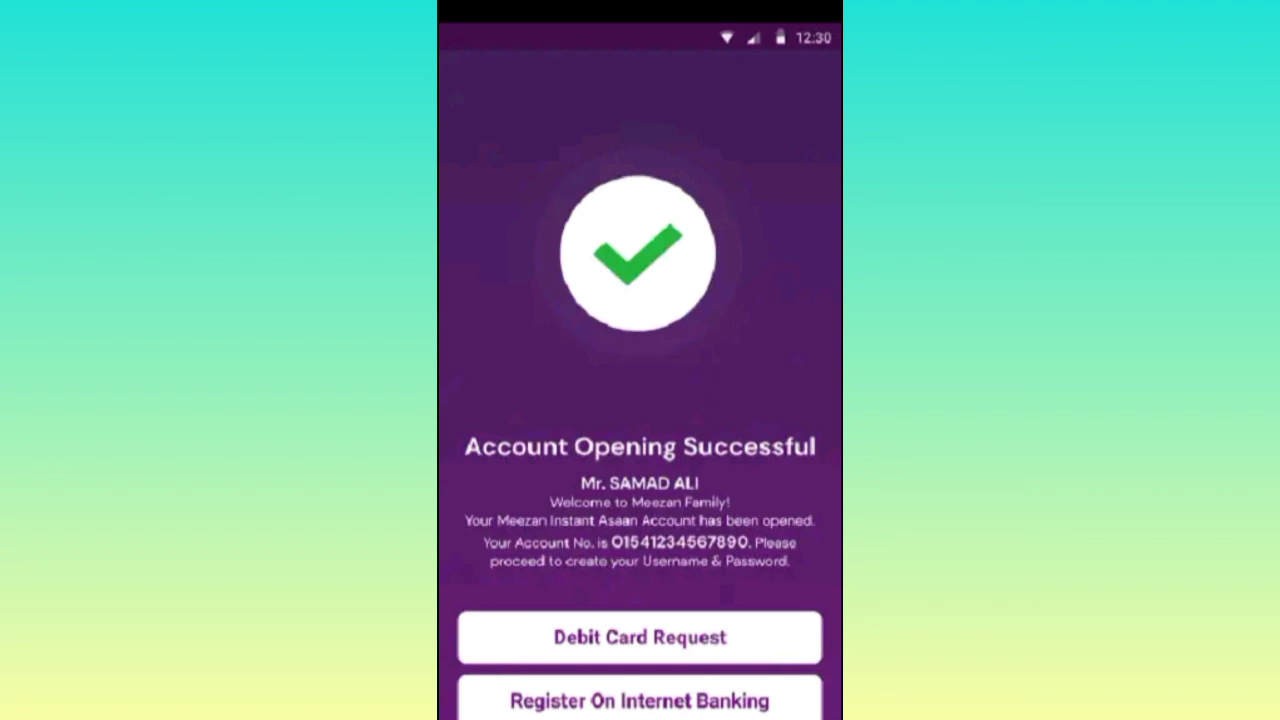 12:30
Account Opening Successful
Mr. SAMAD ALI
Welcome to Meezan Family!
Your Meezan Instant Asaan Account has been opened.
Your Account No. is 01541234567890. Please
proceed to create your Username & Password.
Debit Card Request
Register On Internet Banking